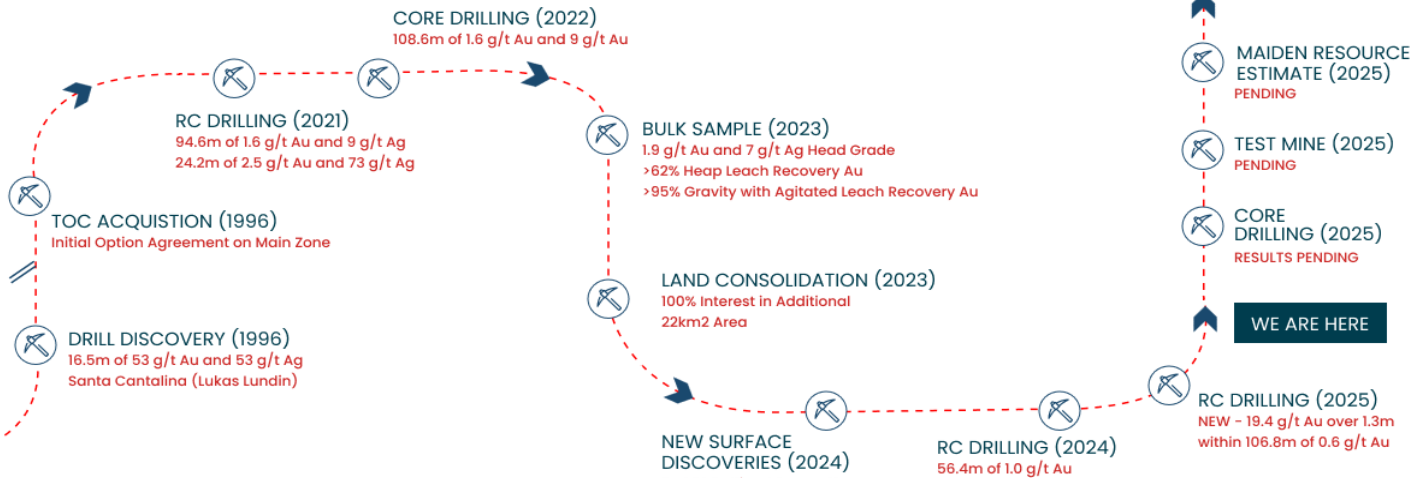 DRILL DISCOVERY (1996)
16.5m of 53 g/t Au and 53 g/t Ag
Santa Cantalina (Lukas Lundin)
TOC ACQUISTION (1996)
Initial Option Agreement on Main Zone
RC DRILLING (2021)
94.6m of 1.6 g/t Au and 9 g/t Ag
24.2m of 2.5 g/t Au and 73 g/t Ag
CORE DRILLING (2022)
108.6m of 1.6 g/t Au and 9 g/t Au
BULK SAMPLE (2023)
1.9 g/t Au and 7 g/t Ag Head Grade
>62% Heap Leach Recovery Au
>95% Gravity with Agitated Leach Recovery Au
LAND CONSOLIDATION (2023)
100% Interest in Additional
22km2 Area
NEW SURFACE
DISCOVERIES (2024)
RC DRILLING (2024)
56.4m of 1.0 g/t Au
RC DRILLING (2025)
NEW - 19.4 g/t Au over 1.3m
within 106.8m of 0.6 g/t Au
WE ARE HERE
CORE
DRILLING (2025)
RESULTS PENDING
TEST MINE (2025)
PENDING
MAIDEN RESOURCE
ESTIMATE (2025)
PENDING